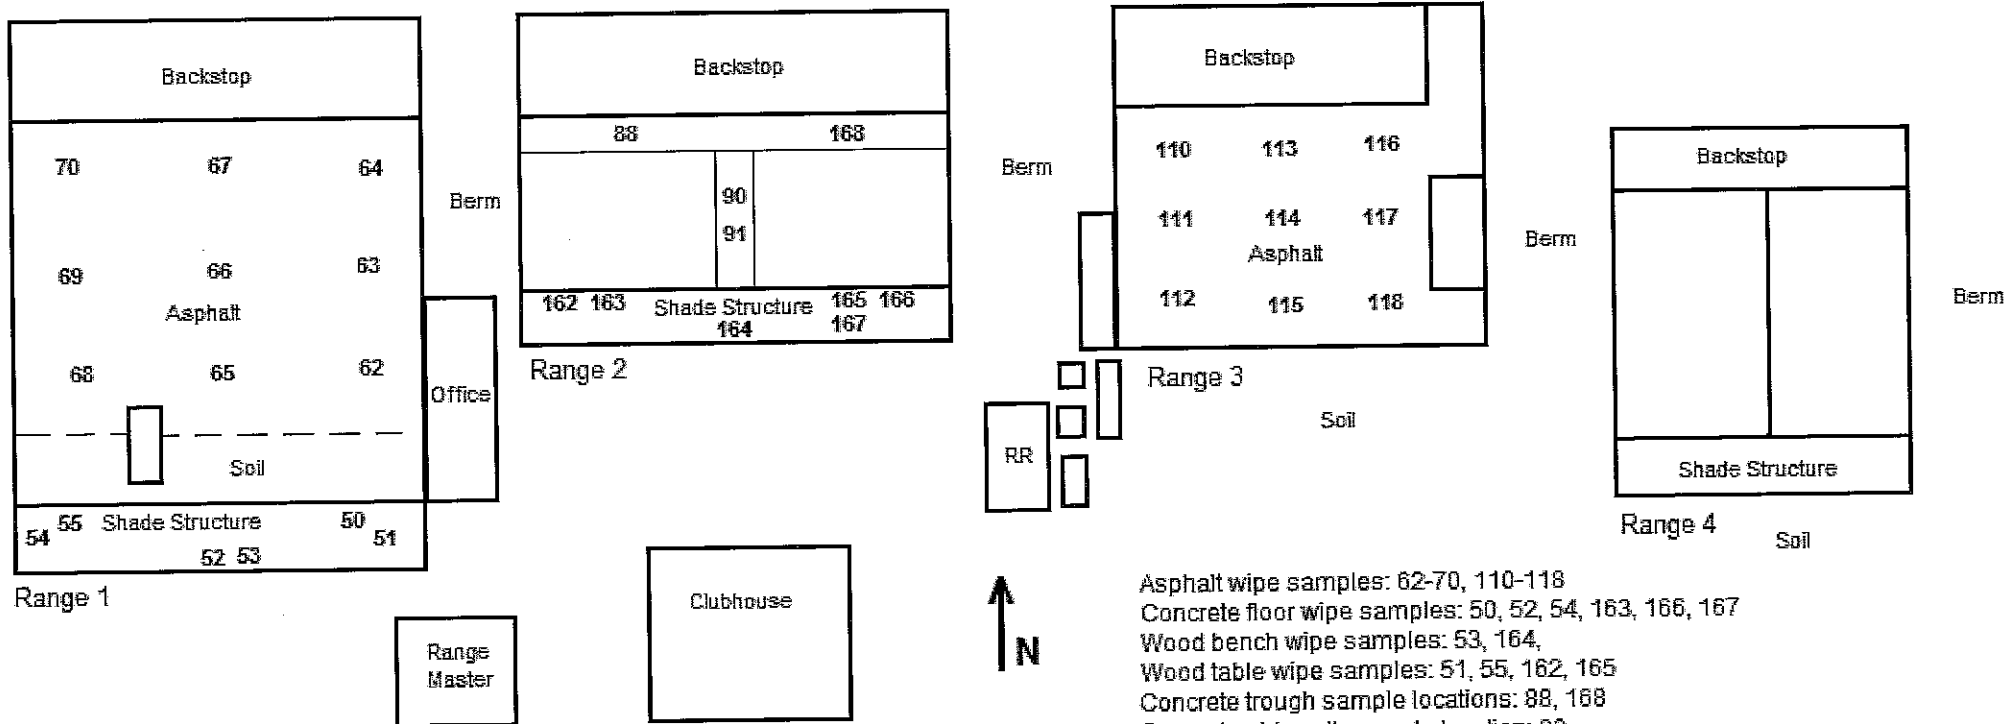 Backstop
70 67 64
69 66 63
Asphalt
68 65 62
Soil
55 Shade Structure 50
54 51
52 53
Range 1
Berm
Office
Backstop
88 168
90
91
162 163 Shade Structure 165 166
164 167
Range 2
Berm
Backstop
110 113 116
111 114 117
Asphalt
112 115 118
Range 3
Berm
Soil
RR
Backstop
Shade Structure
Range 4
Berm
Soil
Range
Master
Clubhouse
N
Asphalt wipe samples: 62-70, 110-118
Concrete floor wipe samples: 50, 52, 54, 163, 166, 167
Wood bench wipe samples: 53, 164,
Wood table wipe samples: 51, 55, 162, 165
Concrete trough sample locations: 88, 168